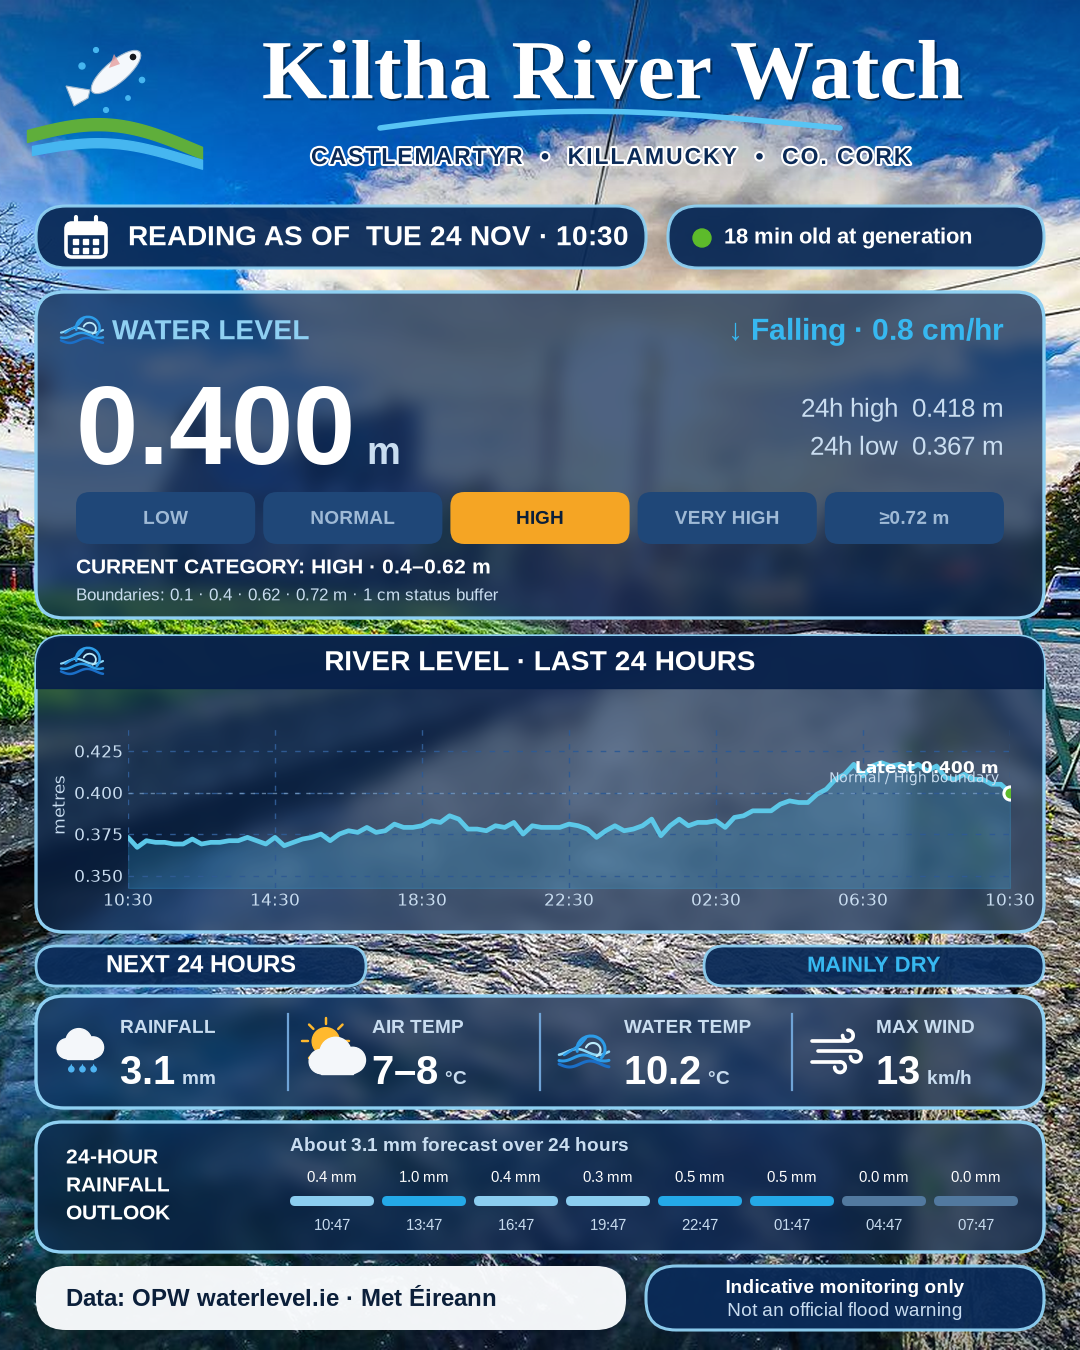 Kiltha River Watch
CASTLEMARTYR • KILLAMUCKY • CO. CORK
READING AS OF TUE 24 NOV · 10:30
18 min old at generation
WATER LEVEL
↓ Falling · 0.8 cm/hr
0.400 m
24h high 0.418 m
24h low 0.367 m
LOW
NORMAL
HIGH
VERY HIGH
≥0.72 m
CURRENT CATEGORY: HIGH · 0.4–0.62 m
Boundaries: 0.1 · 0.4 · 0.62 · 0.72 m · 1 cm status buffer
RIVER LEVEL · LAST 24 HOURS
metres
0.425
0.400
0.375
0.350
Latest 0.400 m
Normal / High boundary
10:30 14:30 18:30 22:30 02:30 06:30 10:30
NEXT 24 HOURS
MAINLY DRY
RAINFALL
3.1 mm
AIR TEMP
7–8 °C
WATER TEMP
10.2 °C
MAX WIND
13 km/h
24-HOUR
RAINFALL
OUTLOOK
About 3.1 mm forecast over 24 hours
0.4 mm 1.0 mm 0.4 mm 0.3 mm 0.5 mm 0.5 mm 0.0 mm 0.0 mm
10:47 13:47 16:47 19:47 22:47 01:47 04:47 07:47
Data: OPW waterlevel.ie · Met Éireann
Indicative monitoring only
Not an official flood warning